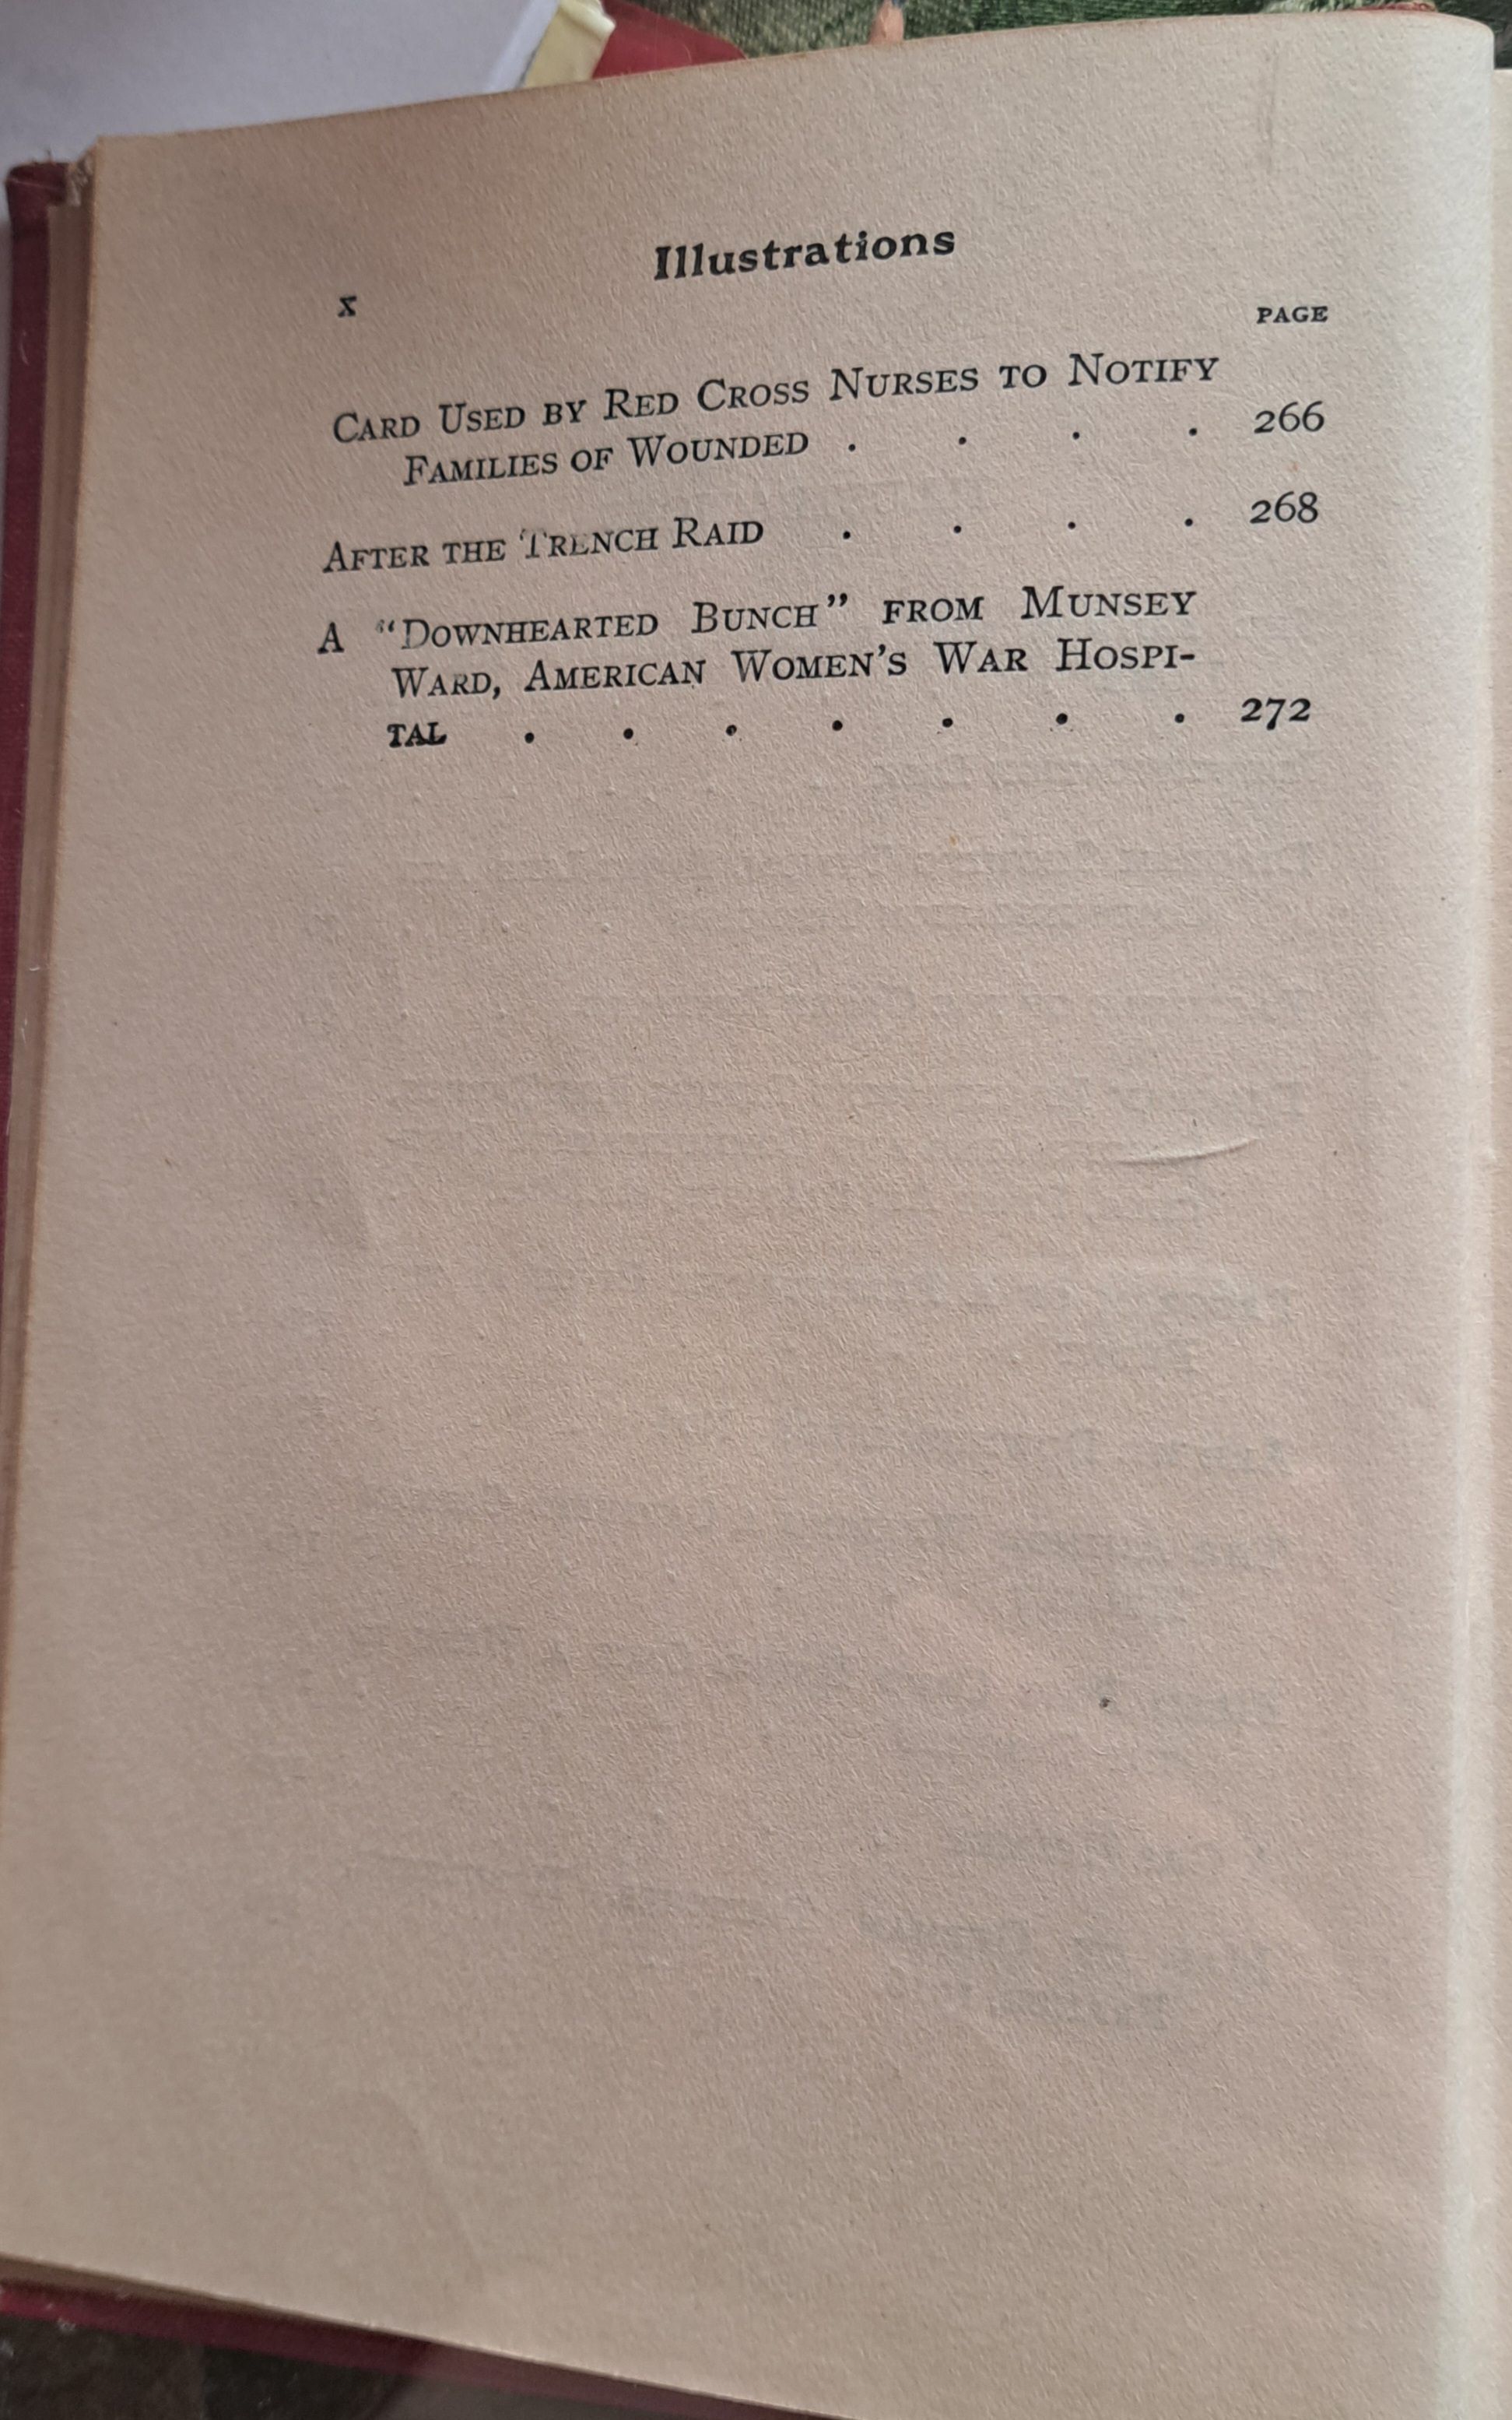 Illustrations
x
PAGE
CARD USED BY RED CROSS NURSES TO NOTIFY
FAMILIES OF WOUNDED . . . . 266
AFTER THE TRENCH RAID . . . . 268
A "DOWNHEARTED BUNCH" FROM MUNSEY
WARD, AMERICAN WOMEN'S WAR HOSPI-
TAL . . . . . . . 272